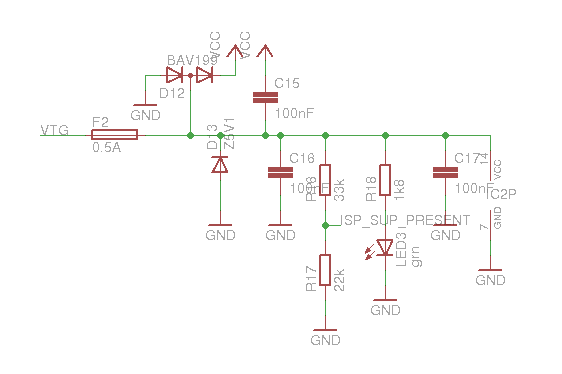 VCC
VCC
BAV199
D12
C15
100nF
GND
VTG
F2
0.5A
D13
Z5V1
C16
100nF
R16
33k
R18
1k8
C17
100nF
14
VCC
IC2P
GND
7
ISP_SUP_PRESENT
GND
GND
GND
R17
22k
LED3
grn
GND
GND
GND